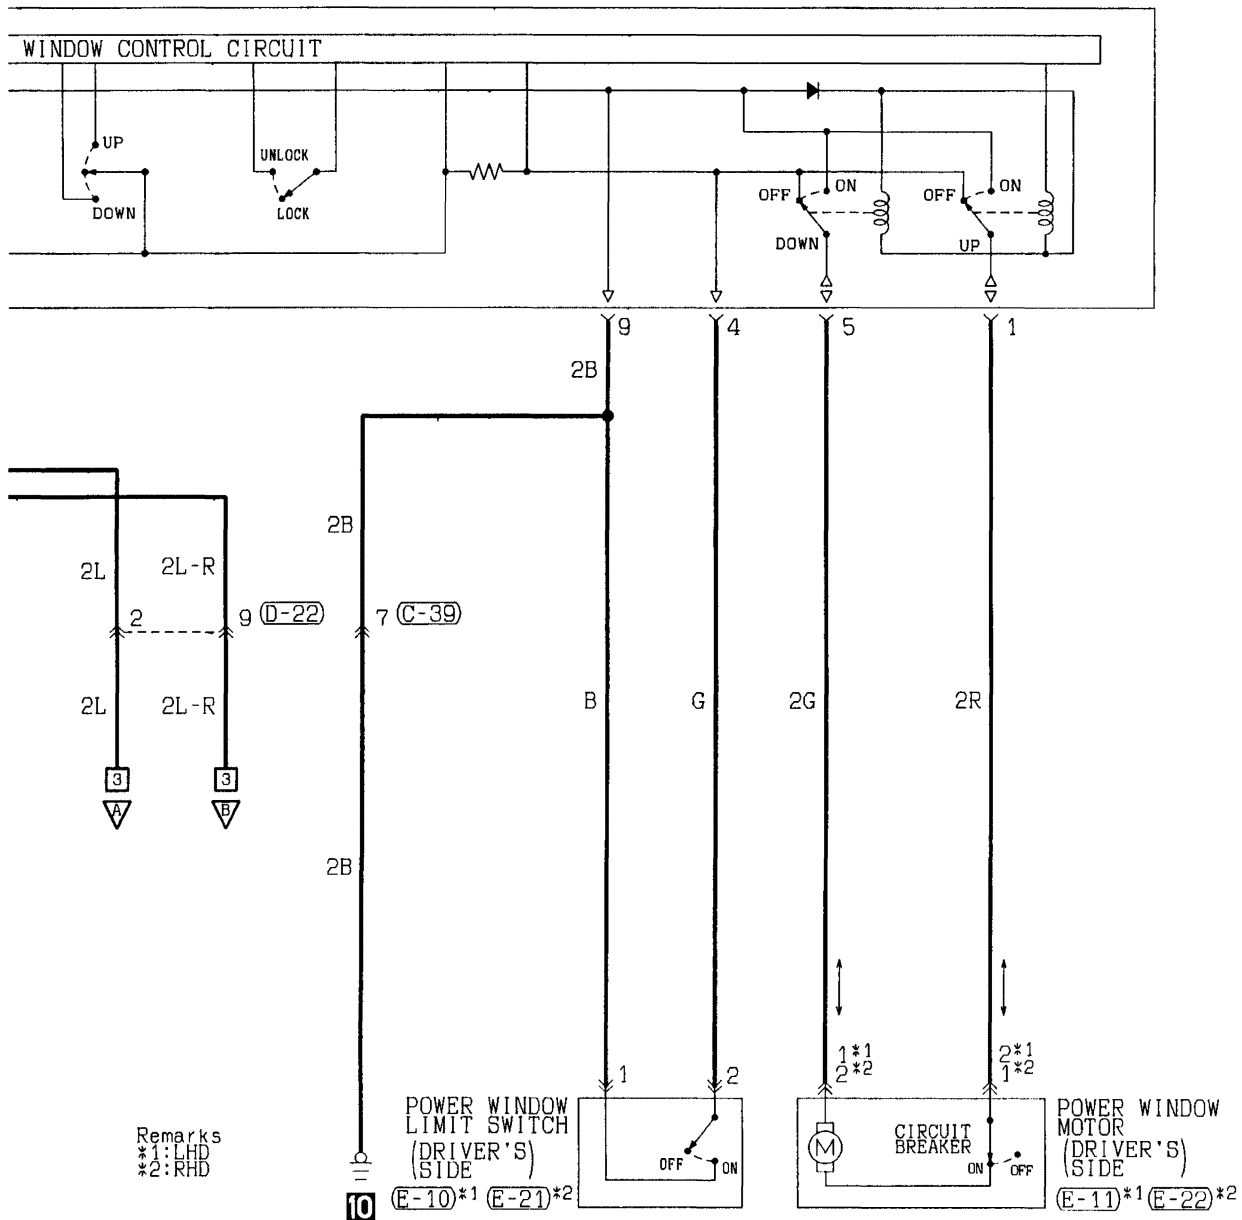 WINDOW CONTROL CIRCUIT
UP
UNLOCK
DOWN
LOCK
OFF
ON
OFF
ON
DOWN
UP
9
4
5
1
2B
2B
2L
2L-R
2
9
D-22
7
C-39
2L
2L-R
B
G
2G
2R
3
3
A
B
2B
1*1
2*2
2*1
1*2
1
2
POWER WINDOW
LIMIT SWITCH
(DRIVER'S)
(SIDE)
E-10 *1 E-21 *2
OFF
ON
M
CIRCUIT
BREAKER
ON
OFF
POWER WINDOW
MOTOR
(DRIVER'S)
(SIDE)
E-11 *1 E-22 *2
Remarks
*1:LHD
*2:RHD
10